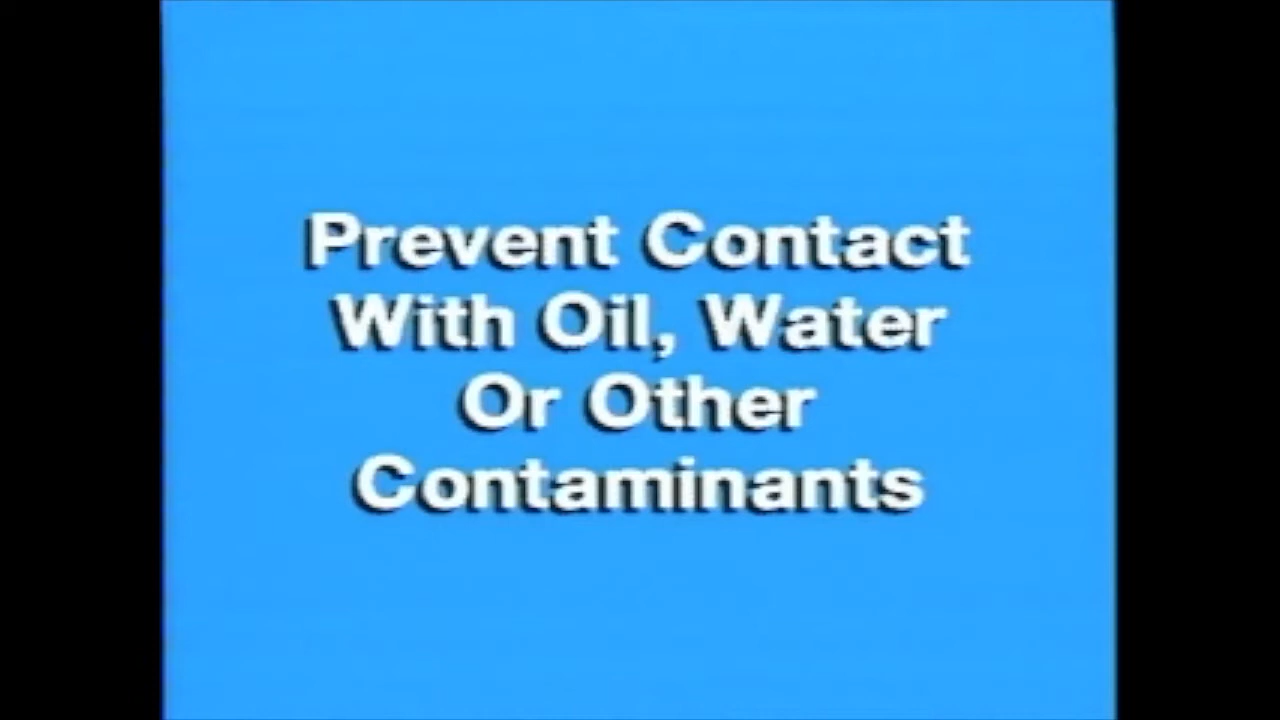 Prevent Contact
With Oil, Water
Or Other
Contaminants